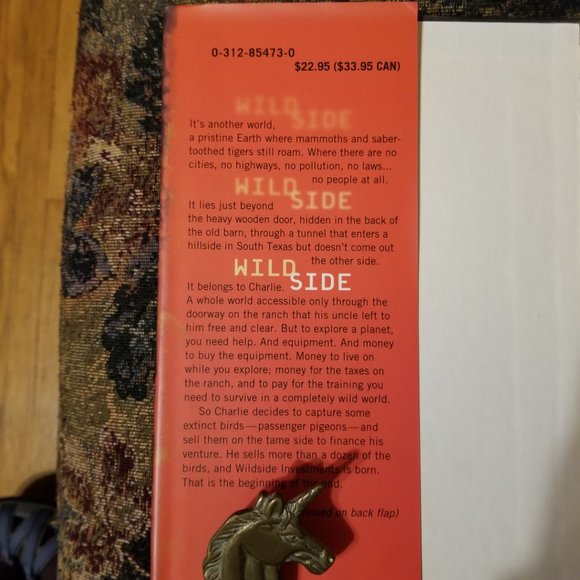 0-312-85473-0
$22.95 ($33.95 CAN)
WILD
SIDE
It's another world,
a pristine Earth where mammoths and saber-
toothed tigers still roam. Where there are no
cities, no highways, no pollution, no laws...
no people at all.
WILD
SIDE
It lies just beyond
the heavy wooden door, hidden in the back of
the old barn, through a tunnel that enters a
hillside in South Texas but doesn't come out
the other side.
WILD
SIDE
It belongs to Charlie.
A whole world accessible only through the
doorway on the ranch that his uncle left to
him free and clear. But to explore a planet,
you need help. And equipment. And money
to buy the equipment. Money to live on
while you explore; money for the taxes on
the ranch, and to pay for the training you
need to survive in a completely wild world.
So Charlie decides to capture some
extinct birds—passenger pigeons—and
sell them on the tame side to finance his
venture. He sells more than a dozen of the
birds, and Wildside Investments is born.
That is the beginning of the end.
on back flap)